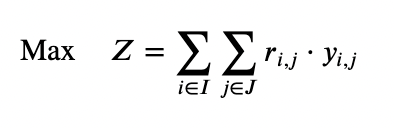 Max Z = ∑_{i∈I} ∑_{j∈J} r_{i,j} · y_{i,j}